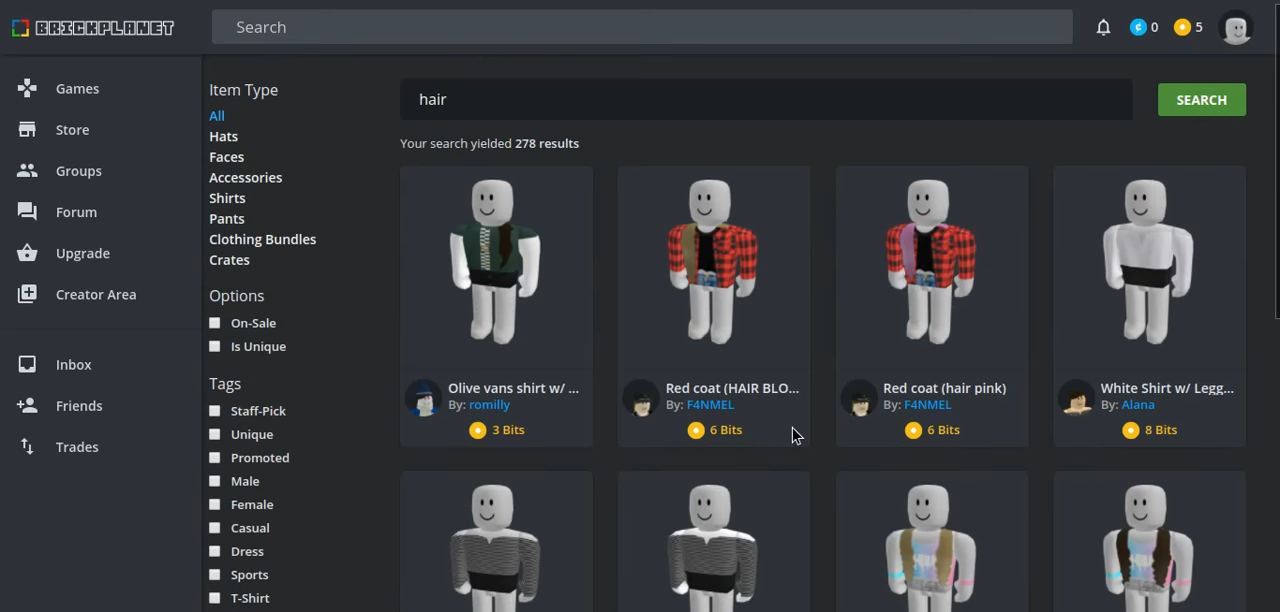 BRICKPLANET
Search
0
5
Games
Store
Groups
Forum
Upgrade
Creator Area
Inbox
Friends
Trades
Item Type
All
Hats
Faces
Accessories
Shirts
Pants
Clothing Bundles
Crates
Options
On-Sale
Is Unique
Tags
Staff-Pick
Unique
Promoted
Male
Female
Casual
Dress
Sports
T-Shirt
hair
SEARCH
Your search yielded 278 results
Olive vans shirt w/ ...
By: romilly
3 Bits
Red coat (HAIR BLO...
By: F4NMEL
6 Bits
Red coat (hair pink)
By: F4NMEL
6 Bits
White Shirt w/ Legg...
By: Alana
8 Bits